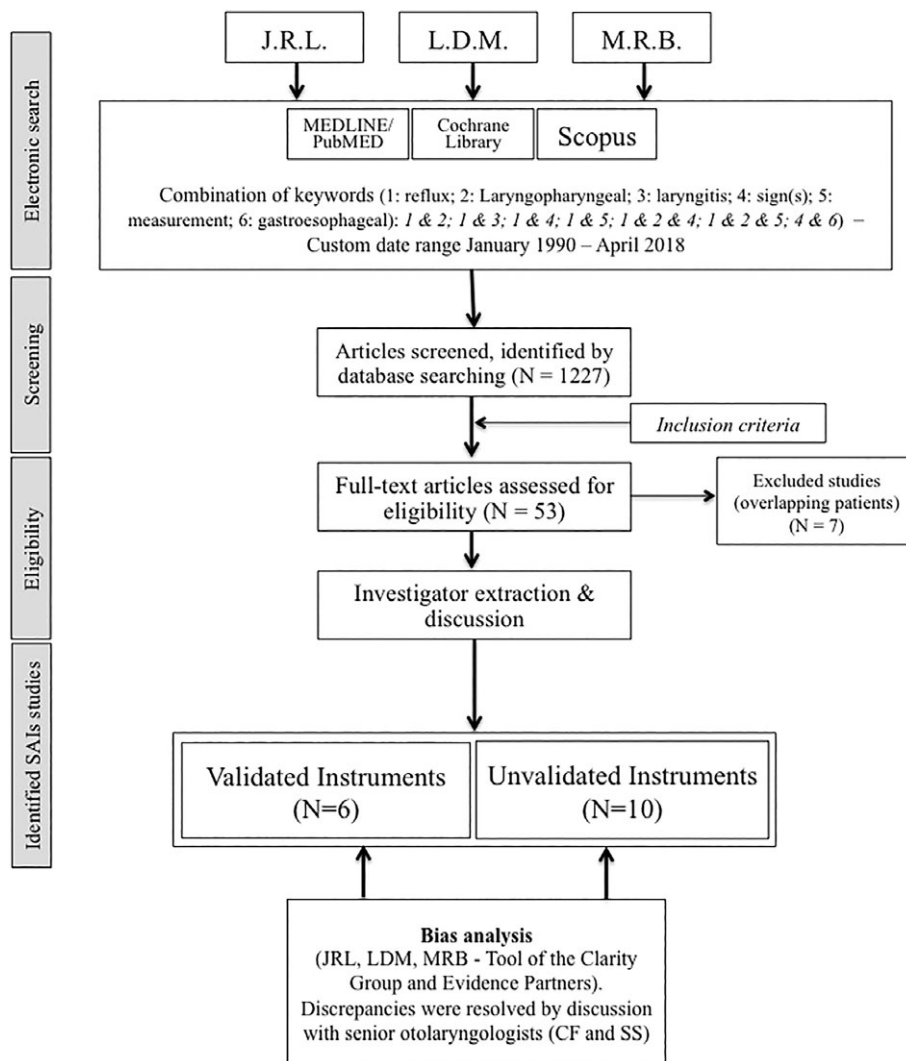 J.R.L.
L.D.M.
M.R.B.
Electronic search
MEDLINE/
PubMED
Cochrane
Library
Scopus
Combination of keywords (1: reflux; 2: Laryngopharyngeal; 3: laryngitis; 4: sign(s); 5:
measurement; 6: gastroesophageal): 1 & 2; 1 & 3; 1 & 4; 1 & 5; 1 & 2 & 4; 1 & 2 & 5; 4 & 6) –
Custom date range January 1990 – April 2018
Screening
Articles screened, identified by
database searching (N = 1227)
Inclusion criteria
Eligibility
Full-text articles assessed for
eligibility (N = 53)
Excluded studies
(overlapping patients)
(N = 7)
Investigator extraction &
discussion
Identified SAIs studies
Validated Instruments
(N=6)
Unvalidated Instruments
(N=10)
Bias analysis
(JRL, LDM, MRB - Tool of the Clarity
Group and Evidence Partners).
Discrepancies were resolved by discussion
with senior otolaryngologists (CF and SS)